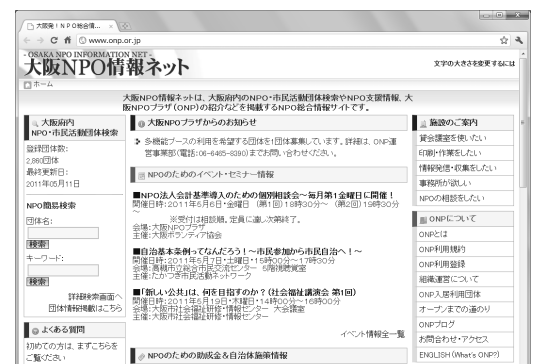 大阪発！NPO総合情...
www.onp.or.jp
- OSAKA NPO INFORMATION NET -
大阪NPO情報ネット
文字の大きさを変更するには
ホーム
大阪NPO情報ネットは、大阪府内のNPO・市民活動団体検索やNPO支援情報、大
阪NPOプラザ（ONP）の紹介などを掲載するNPO総合情報サイトです。
大阪府内
NPO・市民活動団体検索
登録団体数:
2,860団体
最終更新日:
2011年05月11日
NPO簡易検索
団体名:
検索
キーワード:
検索
詳細検索画面へ
団体情報掲載はこちら
よくある質問
初めての方は、まずこちらを
ご覧ください
大阪NPOプラザからのお知らせ
多機能ブースの利用を希望する団体を1団体募集しています。詳細は、ONP運
営事業部(電話:06-6465-8390)までお問い合わせください。
NPOのためのイベント・セミナー情報
■NPO法人会計基準導入のための個別相談会～毎月第1金曜日に開催！
開催日時:2011年5月6日・金曜日 （第1回）18時30分～ （第2回）19時30分
～
※受付は相談順。定員に達し次第終了。
会場:大阪NPOプラザ
主催:大阪ボランティア協会
■自治基本条例ってなんだろう！～市民参加から市民自治へ！～
開催日時:2011年5月7日・土曜日・15時00分～17時30分
会場:高槻市立総合市民交流センター 5階視聴覚室
主催:たかつき市民活動ネットワーク
■「新しい公共」は、何を目指すのか？(社会福祉講演会 第1回)
開催日時:2011年5月19日・木曜日・14時00分～16時00分
会場:大阪市社会福祉研修・情報センター 大会議室
主催:大阪市社会福祉研修・情報センター
イベント情報全一覧
NPOのための助成金&自治体施策情報
施設のご案内
貸会議室を使いたい
印刷・作業をしたい
情報発信・収集をしたい
事務所が欲しい
NPOの相談をしたい
ONPについて
ONPとは
ONP利用規約
ONP利用登録
組織運営について
ONP入居利用団体
オープンまでの道のり
ONPブログ
お問合わせ・アクセス
ENGLISH (What's ONP?)